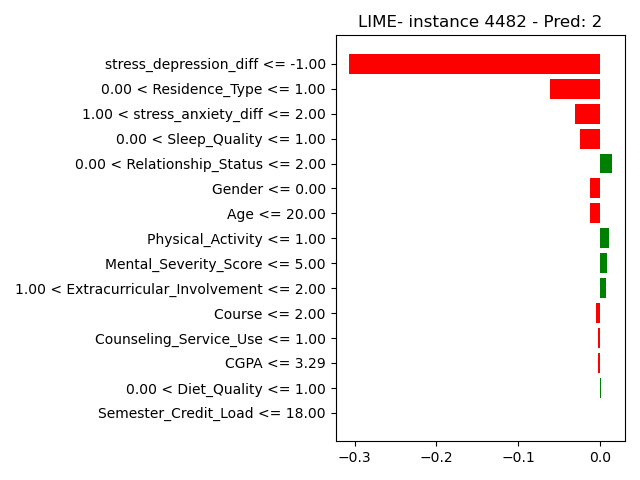 LIME- instance 4482 - Pred: 2
stress_depression_diff <= -1.00
0.00 < Residence_Type <= 1.00
1.00 < stress_anxiety_diff <= 2.00
0.00 < Sleep_Quality <= 1.00
0.00 < Relationship_Status <= 2.00
Gender <= 0.00
Age <= 20.00
Physical_Activity <= 1.00
Mental_Severity_Score <= 5.00
1.00 < Extracurricular_Involvement <= 2.00
Course <= 2.00
Counseling_Service_Use <= 1.00
CGPA <= 3.29
0.00 < Diet_Quality <= 1.00
Semester_Credit_Load <= 18.00
−0.3 −0.2 −0.1 0.0